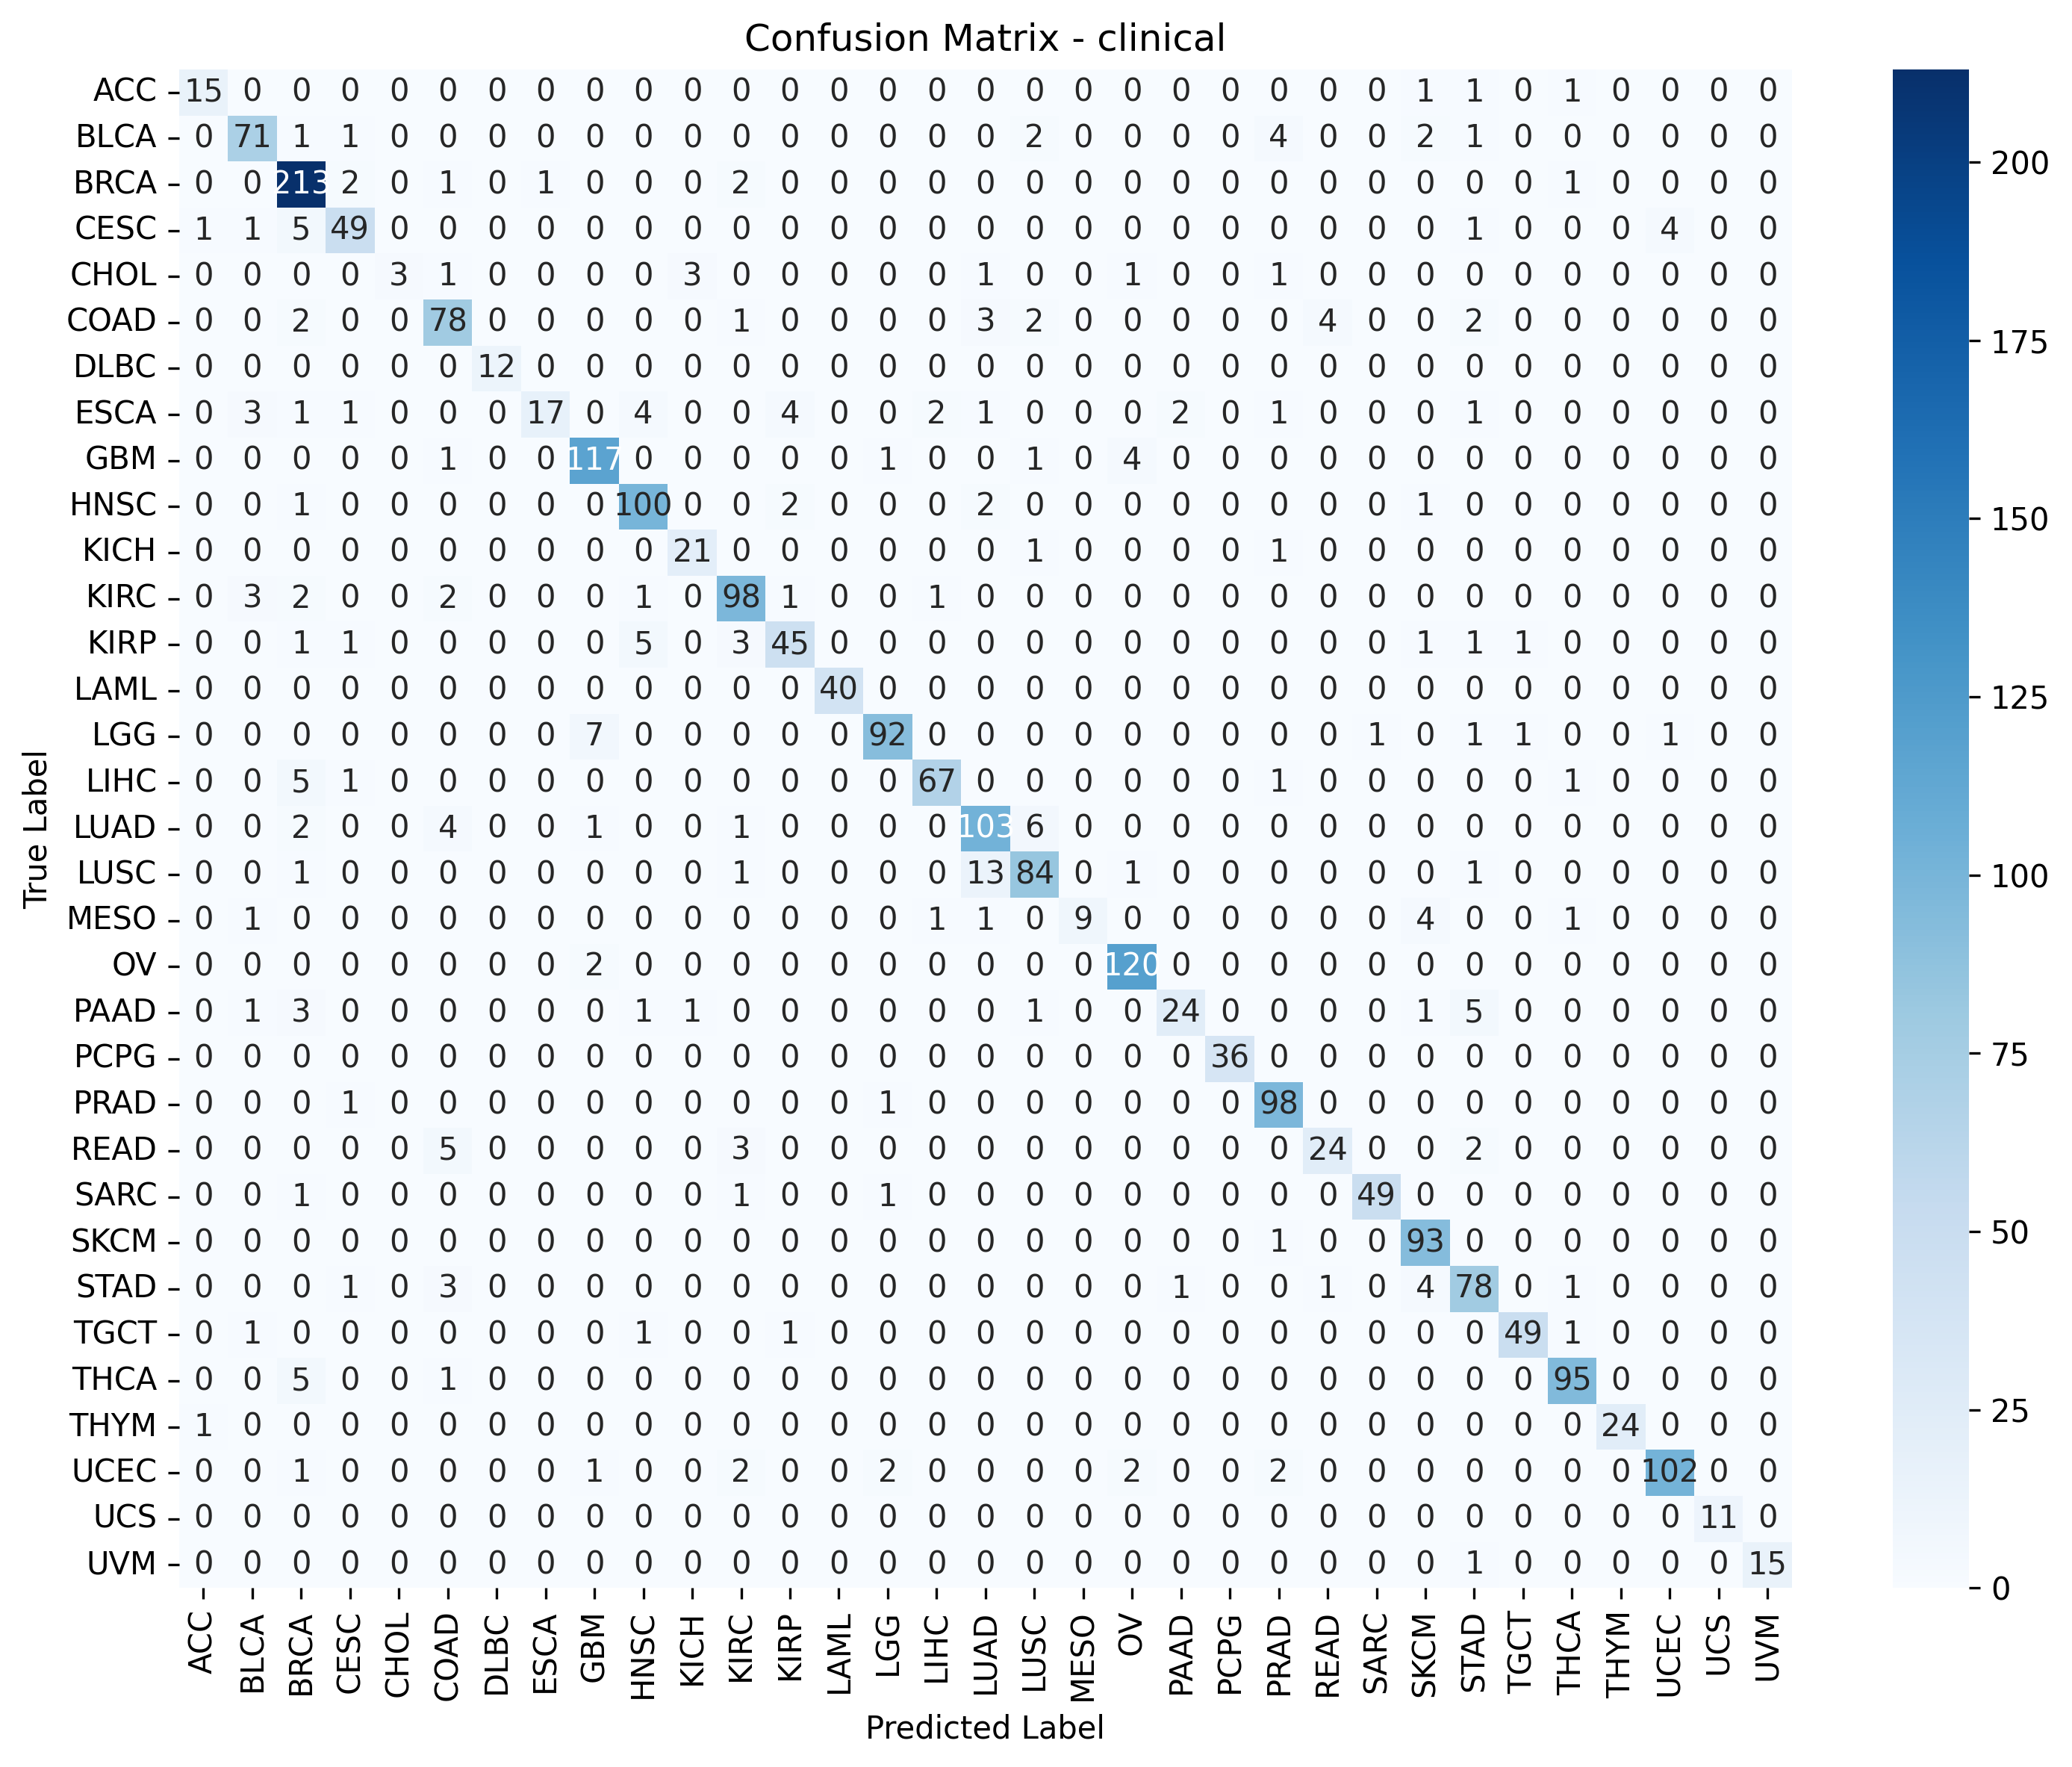 Confusion Matrix - clinical
ACC 15 0 0 0 0 0 0 0 0 0 0 0 0 0 0 0 0 0 0 0 0 0 0 0 0 1 1 0 1 0 0 0 0
BLCA 0 71 1 1 0 0 0 0 0 0 0 0 0 0 0 0 0 2 0 0 0 0 4 0 0 2 1 0 0 0 0 0 0
BRCA 0 0 213 2 0 1 0 1 0 0 0 2 0 0 0 0 0 0 0 0 0 0 0 0 0 0 0 0 1 0 0 0 0
CESC 1 1 5 49 0 0 0 0 0 0 0 0 0 0 0 0 0 0 0 0 0 0 0 0 0 0 1 0 0 0 4 0 0
CHOL 0 0 0 0 3 1 0 0 0 0 3 0 0 0 0 0 1 0 0 1 0 0 1 0 0 0 0 0 0 0 0 0 0
COAD 0 0 2 0 0 78 0 0 0 0 0 1 0 0 0 0 3 2 0 0 0 0 0 4 0 0 2 0 0 0 0 0 0
DLBC 0 0 0 0 0 0 12 0 0 0 0 0 0 0 0 0 0 0 0 0 0 0 0 0 0 0 0 0 0 0 0 0 0
ESCA 0 3 1 1 0 0 0 17 0 4 0 0 4 0 0 2 1 0 0 0 2 0 1 0 0 0 1 0 0 0 0 0 0
GBM 0 0 0 0 0 1 0 0 117 0 0 0 0 0 1 0 0 1 0 4 0 0 0 0 0 0 0 0 0 0 0 0 0
HNSC 0 0 1 0 0 0 0 0 0 100 0 0 2 0 0 0 2 0 0 0 0 0 0 0 0 1 0 0 0 0 0 0 0
KICH 0 0 0 0 0 0 0 0 0 0 21 0 0 0 0 0 0 1 0 0 0 0 1 0 0 0 0 0 0 0 0 0 0
KIRC 0 3 2 0 0 2 0 0 0 1 0 98 1 0 0 1 0 0 0 0 0 0 0 0 0 0 0 0 0 0 0 0 0
KIRP 0 0 1 1 0 0 0 0 0 5 0 3 45 0 0 0 0 0 0 0 0 0 0 0 0 1 1 1 0 0 0 0 0
LAML 0 0 0 0 0 0 0 0 0 0 0 0 0 40 0 0 0 0 0 0 0 0 0 0 0 0 0 0 0 0 0 0 0
LGG 0 0 0 0 0 0 0 0 7 0 0 0 0 0 92 0 0 0 0 0 0 0 0 0 1 0 1 1 0 0 1 0 0
LIHC 0 0 5 1 0 0 0 0 0 0 0 0 0 0 0 67 0 0 0 0 0 0 1 0 0 0 0 0 1 0 0 0 0
LUAD 0 0 2 0 0 4 0 0 1 0 0 1 0 0 0 0 103 6 0 0 0 0 0 0 0 0 0 0 0 0 0 0 0
LUSC 0 0 1 0 0 0 0 0 0 0 0 1 0 0 0 0 13 84 0 1 0 0 0 0 0 0 1 0 0 0 0 0 0
MESO 0 1 0 0 0 0 0 0 0 0 0 0 0 0 0 1 1 0 9 0 0 0 0 0 0 4 0 0 1 0 0 0 0
OV 0 0 0 0 0 0 0 0 2 0 0 0 0 0 0 0 0 0 0 120 0 0 0 0 0 0 0 0 0 0 0 0 0
PAAD 0 1 3 0 0 0 0 0 0 1 1 0 0 0 0 0 0 1 0 0 24 0 0 0 0 1 5 0 0 0 0 0 0
PCPG 0 0 0 0 0 0 0 0 0 0 0 0 0 0 0 0 0 0 0 0 0 36 0 0 0 0 0 0 0 0 0 0 0
PRAD 0 0 0 1 0 0 0 0 0 0 0 0 0 0 1 0 0 0 0 0 0 0 98 0 0 0 0 0 0 0 0 0 0
READ 0 0 0 0 0 5 0 0 0 0 0 3 0 0 0 0 0 0 0 0 0 0 0 24 0 0 2 0 0 0 0 0 0
SARC 0 0 1 0 0 0 0 0 0 0 0 1 0 0 1 0 0 0 0 0 0 0 0 0 49 0 0 0 0 0 0 0 0
SKCM 0 0 0 0 0 0 0 0 0 0 0 0 0 0 0 0 0 0 0 0 0 0 1 0 0 93 0 0 0 0 0 0 0
STAD 0 0 0 1 0 3 0 0 0 0 0 0 0 0 0 0 0 0 0 0 1 0 0 1 0 4 78 0 1 0 0 0 0
TGCT 0 1 0 0 0 0 0 0 0 1 0 0 1 0 0 0 0 0 0 0 0 0 0 0 0 0 0 49 1 0 0 0 0
THCA 0 0 5 0 0 1 0 0 0 0 0 0 0 0 0 0 0 0 0 0 0 0 0 0 0 0 0 0 95 0 0 0 0
THYM 1 0 0 0 0 0 0 0 0 0 0 0 0 0 0 0 0 0 0 0 0 0 0 0 0 0 0 0 0 24 0 0 0
UCEC 0 0 1 0 0 0 0 0 1 0 0 2 0 0 2 0 0 0 0 2 0 0 2 0 0 0 0 0 0 0 102 0 0
UCS 0 0 0 0 0 0 0 0 0 0 0 0 0 0 0 0 0 0 0 0 0 0 0 0 0 0 0 0 0 0 0 11 0
UVM 0 0 0 0 0 0 0 0 0 0 0 0 0 0 0 0 0 0 0 0 0 0 0 0 0 0 1 0 0 0 0 0 15
ACC BLCA BRCA CESC CHOL COAD DLBC ESCA GBM HNSC KICH KIRC KIRP LAML LGG LIHC LUAD LUSC MESO OV PAAD PCPG PRAD READ SARC SKCM STAD TGCT THCA THYM UCEC UCS UVM
Predicted Label
True Label
200
175
150
125
100
75
50
25
0